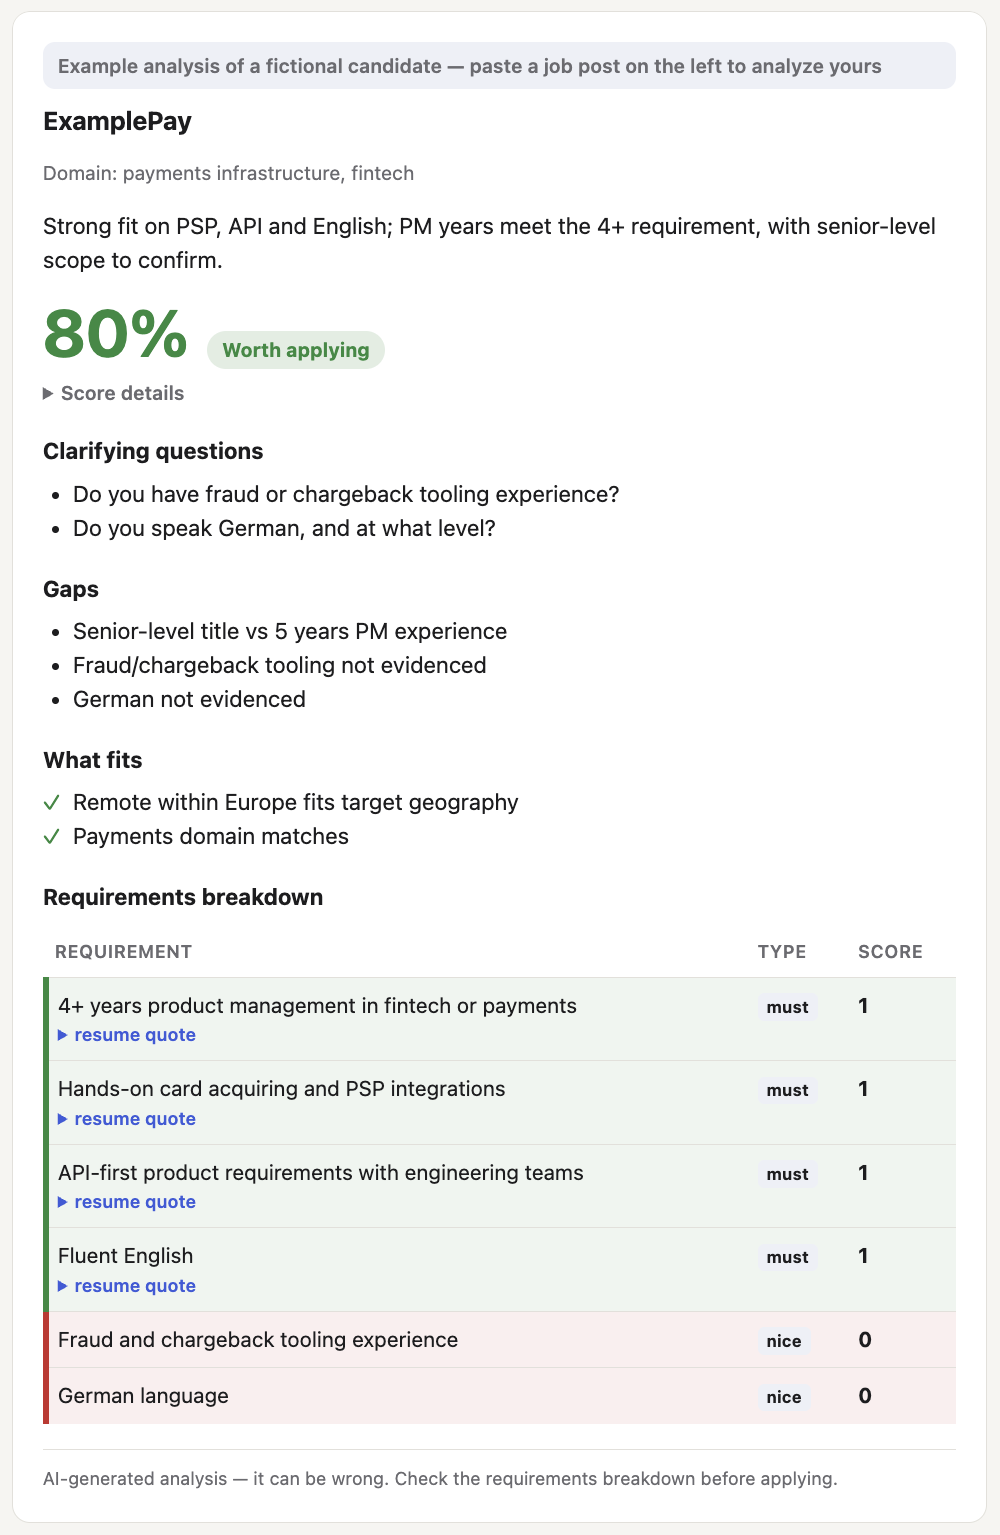 Example analysis of a fictional candidate — paste a job post on the left to analyze yours
ExamplePay
Domain: payments infrastructure, fintech
Strong fit on PSP, API and English; PM years meet the 4+ requirement, with senior-level
scope to confirm.
80% Worth applying
Score details
Clarifying questions
Do you have fraud or chargeback tooling experience?
Do you speak German, and at what level?
Gaps
Senior-level title vs 5 years PM experience
Fraud/chargeback tooling not evidenced
German not evidenced
What fits
Remote within Europe fits target geography
Payments domain matches
Requirements breakdown
REQUIREMENT TYPE SCORE
4+ years product management in fintech or payments must 1
resume quote
Hands-on card acquiring and PSP integrations must 1
resume quote
API-first product requirements with engineering teams must 1
resume quote
Fluent English must 1
resume quote
Fraud and chargeback tooling experience nice 0
German language nice 0
AI-generated analysis — it can be wrong. Check the requirements breakdown before applying.